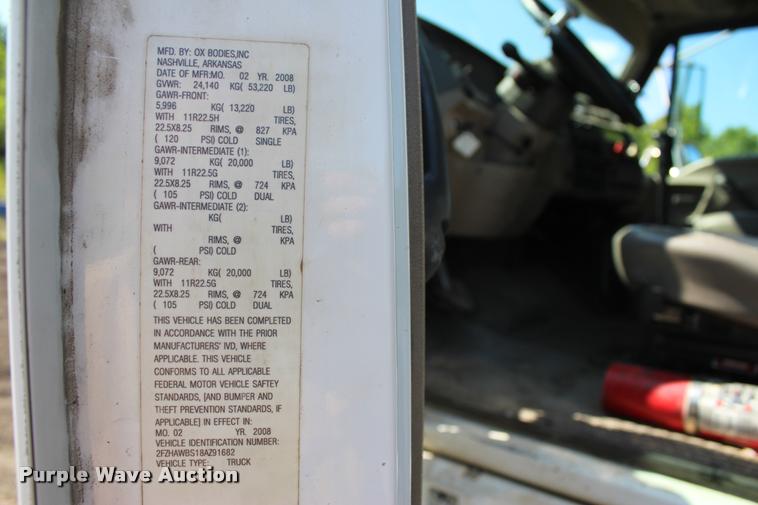 MFD. BY: OX BODIES,INC
NASHVILLE, ARKANSAS
DATE OF MFR:MO. 02 YR. 2008
GVWR: 24,140 KG( 53,220 LB)
GAWR-FRONT:
5,996 KG( 13,220 LB)
WITH 11R22.5H TIRES,
22.5X8.25 RIMS, @ 827 KPA
( 120 PSI) COLD SINGLE
GAWR-INTERMEDIATE (1):
9,072 KG( 20,000 LB)
WITH 11R22.5G TIRES,
22.5X8.25 RIMS, @ 724 KPA
( 105 PSI) COLD DUAL
GAWR-INTERMEDIATE (2):
KG( LB)
WITH TIRES,
RIMS, @ KPA
( PSI) COLD
GAWR-REAR:
9,072 KG( 20,000 LB)
WITH 11R22.5G TIRES,
22.5X8.25 RIMS, @ 724 KPA
( 105 PSI) COLD DUAL
THIS VEHICLE HAS BEEN COMPLETED
IN ACCORDANCE WITH THE PRIOR
MANUFACTURERS' IVD, WHERE
APPLICABLE. THIS VEHICLE
CONFORMS TO ALL APPLICABLE
FEDERAL MOTOR VEHICLE SAFTEY
STANDARDS, [AND BUMPER AND
THEFT PREVENTION STANDARDS, IF
APPLICABLE] IN EFFECT IN:
MO. 02 YR. 2008
VEHICLE IDENTIFICATION NUMBER:
2FZHAWBS18AZ91682
VEHICLE TYPE: TRUCK
Purple Wave Auctions